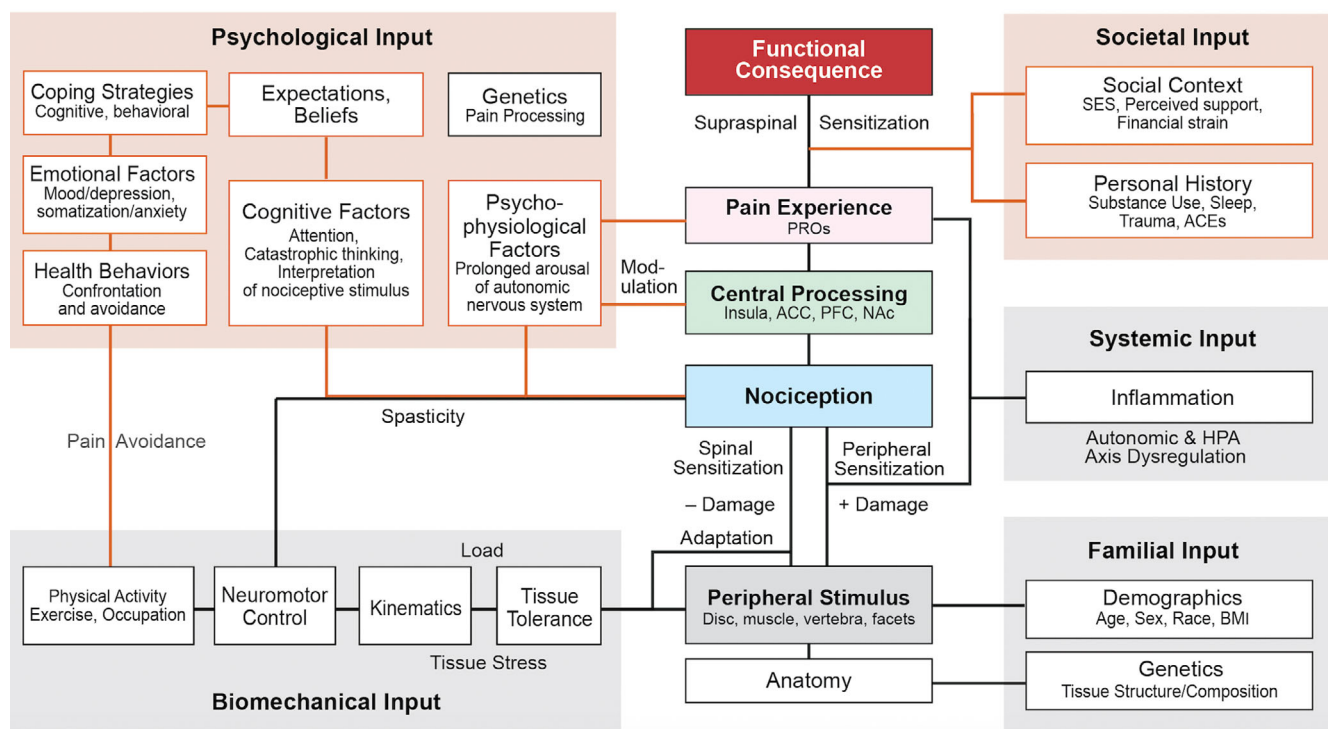 Psychological Input
Coping Strategies
Cognitive, behavioral
Expectations,
Beliefs
Genetics
Pain Processing
Emotional Factors
Mood/depression,
somatization/anxiety
Cognitive Factors
Attention,
Catastrophic thinking,
Interpretation
of nociceptive stimulus
Psycho-
physiological
Factors
Prolonged arousal
of autonomic
nervous system
Health Behaviors
Confrontation
and avoidance
Functional
Consequence
Supraspinal
Sensitization
Pain Experience
PROs
Mod-
ulation
Central Processing
Insula, ACC, PFC, NAc
Nociception
Spasticity
Pain Avoidance
Spinal
Sensitization
Peripheral
Sensitization
– Damage
+ Damage
Adaptation
Societal Input
Social Context
SES, Perceived support,
Financial strain
Personal History
Substance Use, Sleep,
Trauma, ACEs
Systemic Input
Inflammation
Autonomic & HPA
Axis Dysregulation
Load
Physical Activity
Exercise, Occupation
Neuromotor
Control
Kinematics
Tissue
Tolerance
Tissue Stress
Biomechanical Input
Peripheral Stimulus
Disc, muscle, vertebra, facets
Anatomy
Familial Input
Demographics
Age, Sex, Race, BMI
Genetics
Tissue Structure/Composition